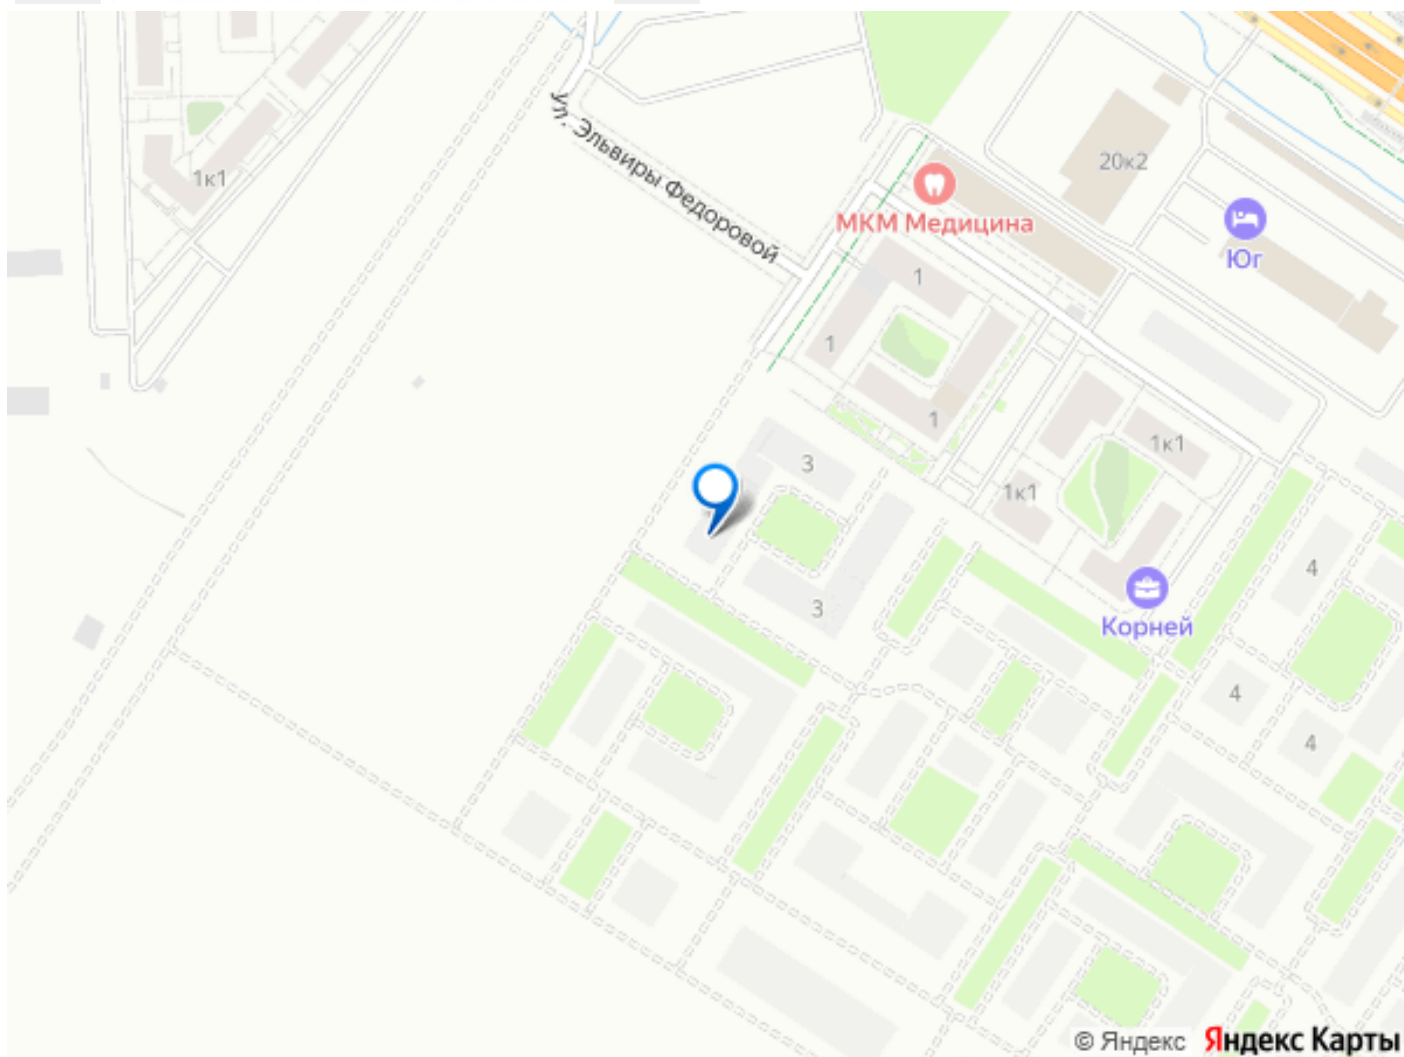 1к1
ул. Эльвиры Федоровой
МКМ Медицина
20к2
Юг
1
1
1
3
1к1
1к1
3
4
Корней
4
4
© Яндекс Яндекс Карты